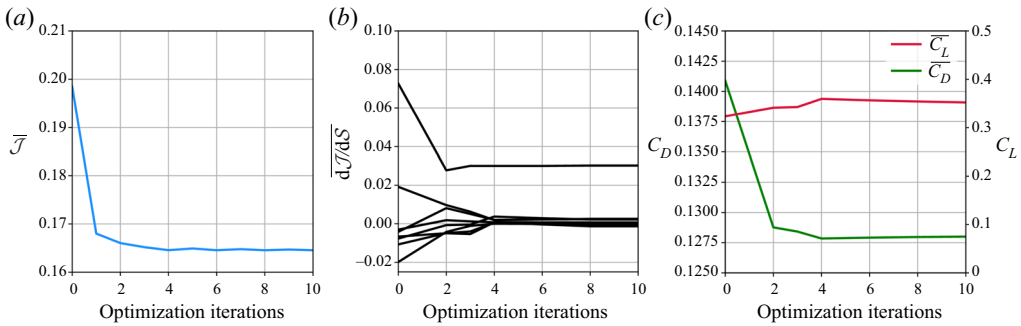 (a)
0.21
0.20
0.19
0.18
0.17
0.16
𝒥
0 2 4 6 8 10
Optimization iterations
(b)
0.10
0.08
0.06
0.04
0.02
0.00
–0.02
d𝒥/d𝒮
0 2 4 6 8 10
Optimization iterations
(c)
0.1450
0.1425
0.1400
0.1375
0.1350
0.1325
0.1300
0.1275
0.1250
C_D
C_L
C_D
0.5
0.4
0.3
0.2
0.1
0
C_L
0 2 4 6 8 10
Optimization iterations